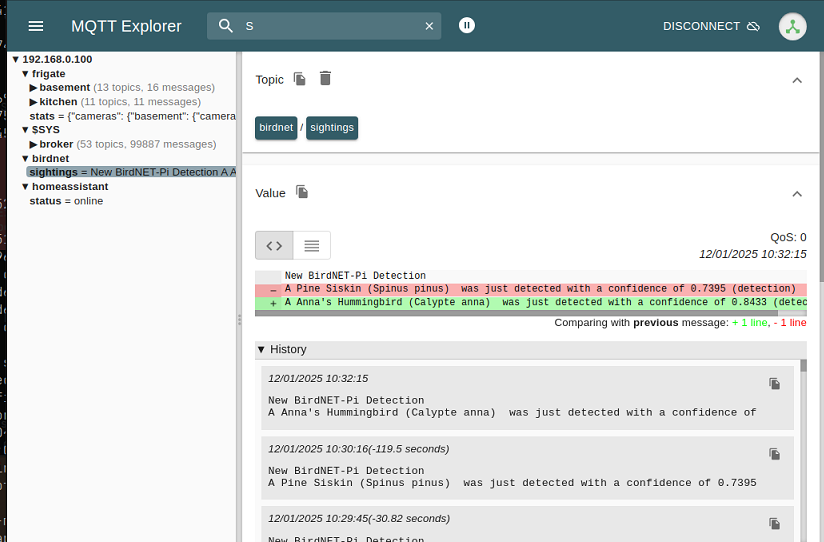 MQTT Explorer
S
DISCONNECT
▼ 192.168.0.100
▼ frigate
▶ basement (13 topics, 16 messages)
▶ kitchen (11 topics, 11 messages)
stats = {"cameras": {"basement": {"camera
▼ $SYS
▶ broker (53 topics, 99887 messages)
▼ birdnet
sightings = New BirdNET-Pi Detection A A
▼ homeassistant
status = online
Topic
birdnet / sightings
Value
QoS: 0
12/01/2025 10:32:15
New BirdNET-Pi Detection
- A Pine Siskin (Spinus pinus)  was just detected with a confidence of 0.7395 (detection)
+ A Anna's Hummingbird (Calypte anna)  was just detected with a confidence of 0.8433 (detec
Comparing with previous message: + 1 line, - 1 line
▼ History
12/01/2025 10:32:15
New BirdNET-Pi Detection
A Anna's Hummingbird (Calypte anna)  was just detected with a confidence of
12/01/2025 10:30:16(-119.5 seconds)
New BirdNET-Pi Detection
A Pine Siskin (Spinus pinus)  was just detected with a confidence of 0.7395
12/01/2025 10:29:45(-30.82 seconds)
New BirdNET-Pi Detection